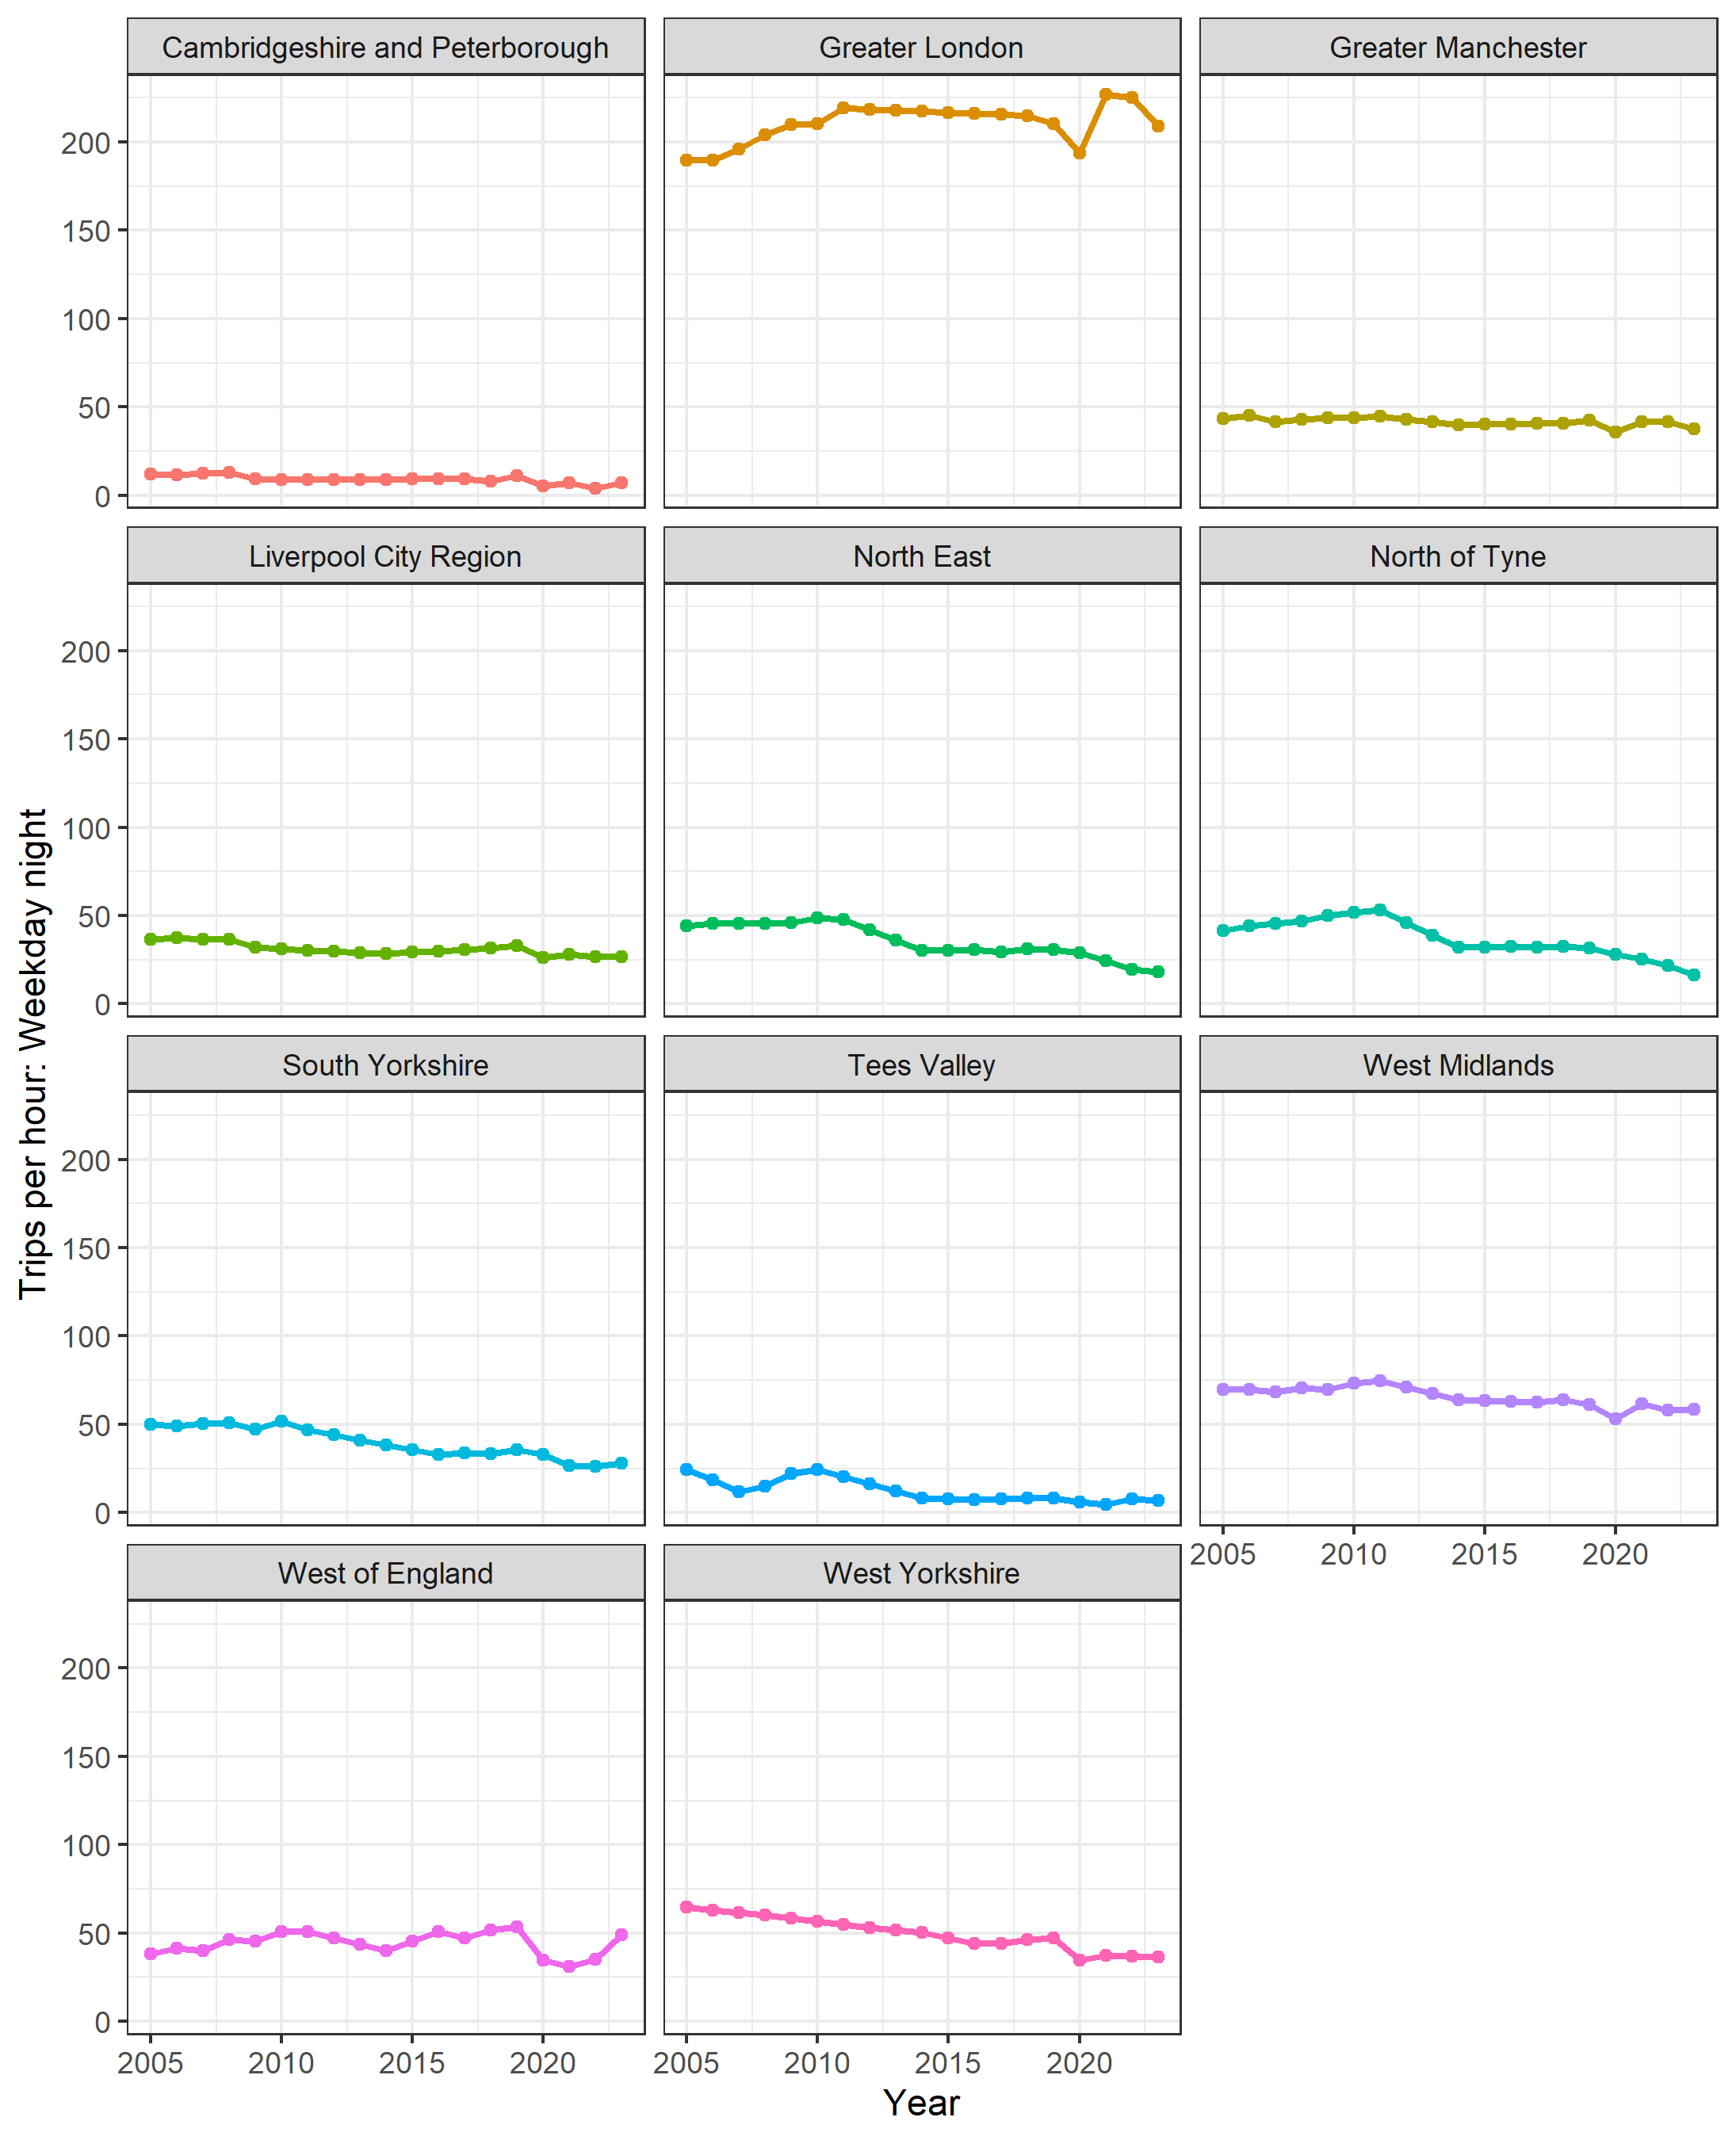 Cambridgeshire and Peterborough
Greater London
Greater Manchester
200
150
100
50
0
Liverpool City Region
North East
North of Tyne
200
150
100
50
0
Trips per hour: Weekday night
South Yorkshire
Tees Valley
West Midlands
200
150
100
50
0
2005 2010 2015 2020
West of England
West Yorkshire
200
150
100
50
0
2005 2010 2015 2020
2005 2010 2015 2020
Year